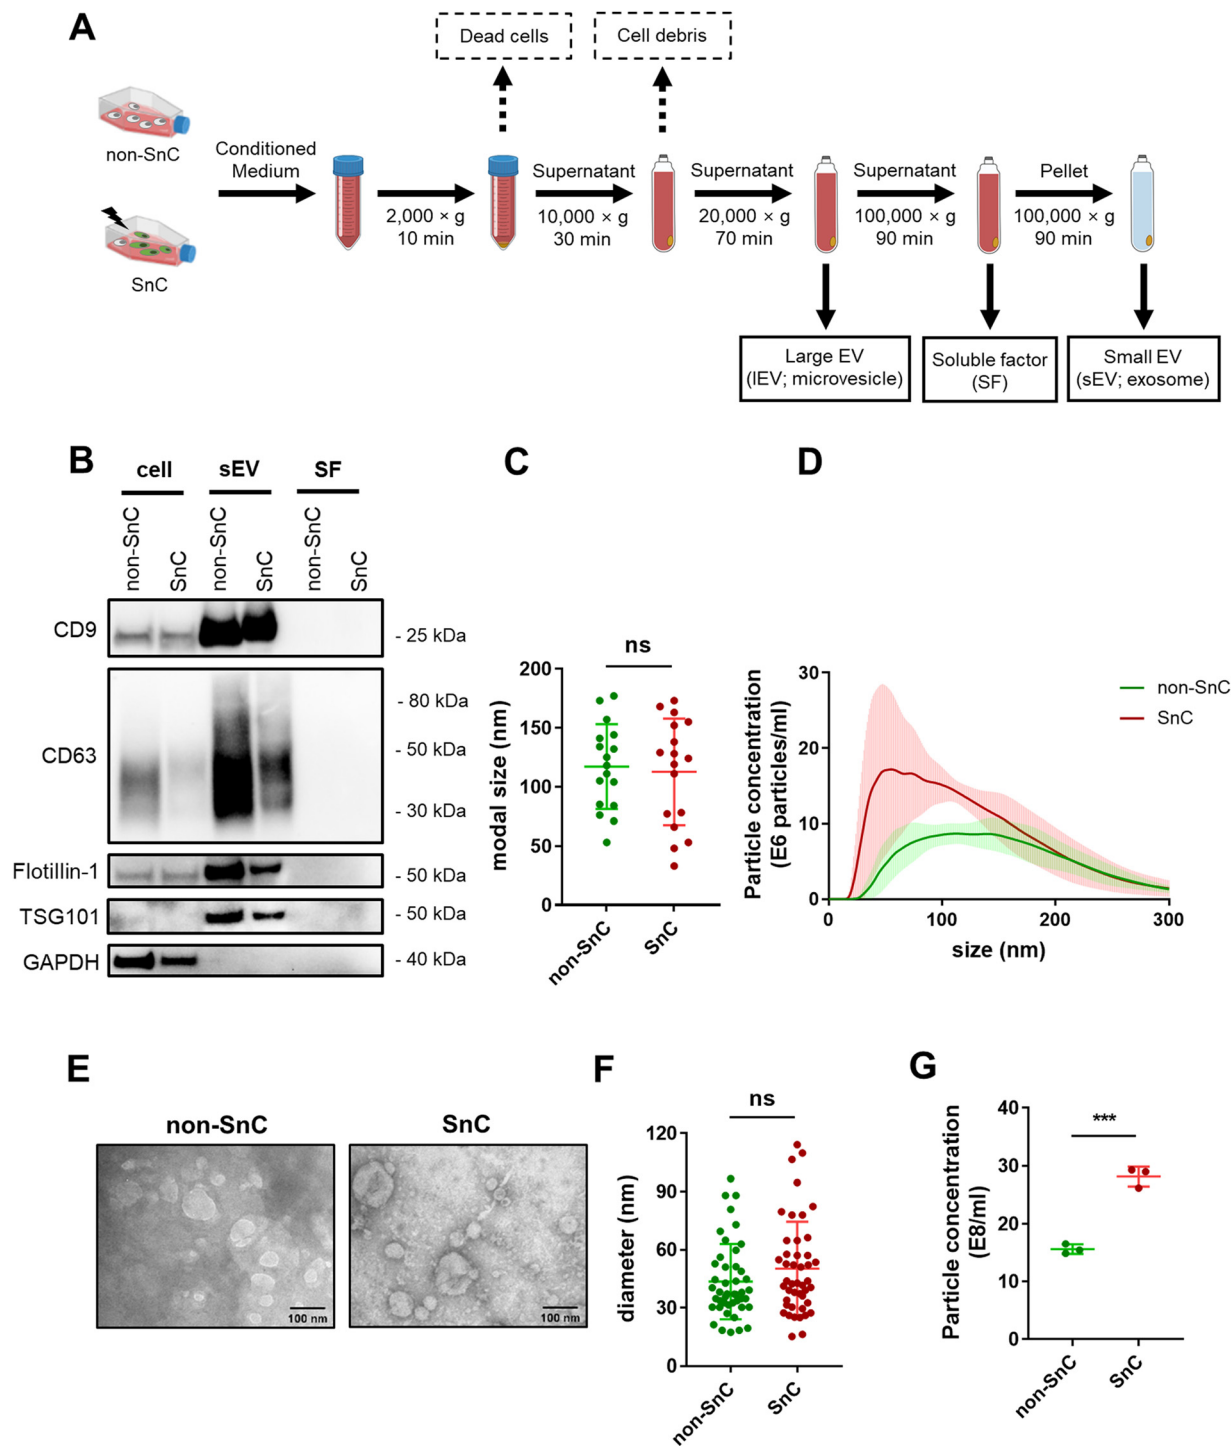 A
Dead cells
Cell debris
non-SnC
SnC
Conditioned
Medium
2,000 × g
10 min
Supernatant
10,000 × g
30 min
Supernatant
20,000 × g
70 min
Supernatant
100,000 × g
90 min
Pellet
100,000 × g
90 min
Large EV
(lEV; microvesicle)
Soluble factor
(SF)
Small EV
(sEV; exosome)
B
cell
sEV
SF
non-SnC
SnC
non-SnC
SnC
non-SnC
SnC
CD9
- 25 kDa
CD63
- 80 kDa
- 50 kDa
- 30 kDa
Flotillin-1
- 50 kDa
TSG101
- 50 kDa
GAPDH
- 40 kDa
C
ns
modal size (nm)
200
150
100
50
0
non-SnC
SnC
D
Particle concentration
(E6 particles/ml)
30
20
10
0
0
100
200
300
size (nm)
non-SnC
SnC
E
non-SnC
SnC
100 nm
100 nm
F
ns
diameter (nm)
120
90
60
30
0
non-SnC
SnC
G
***
Particle concentration
(E8/ml)
40
30
20
10
0
non-SnC
SnC